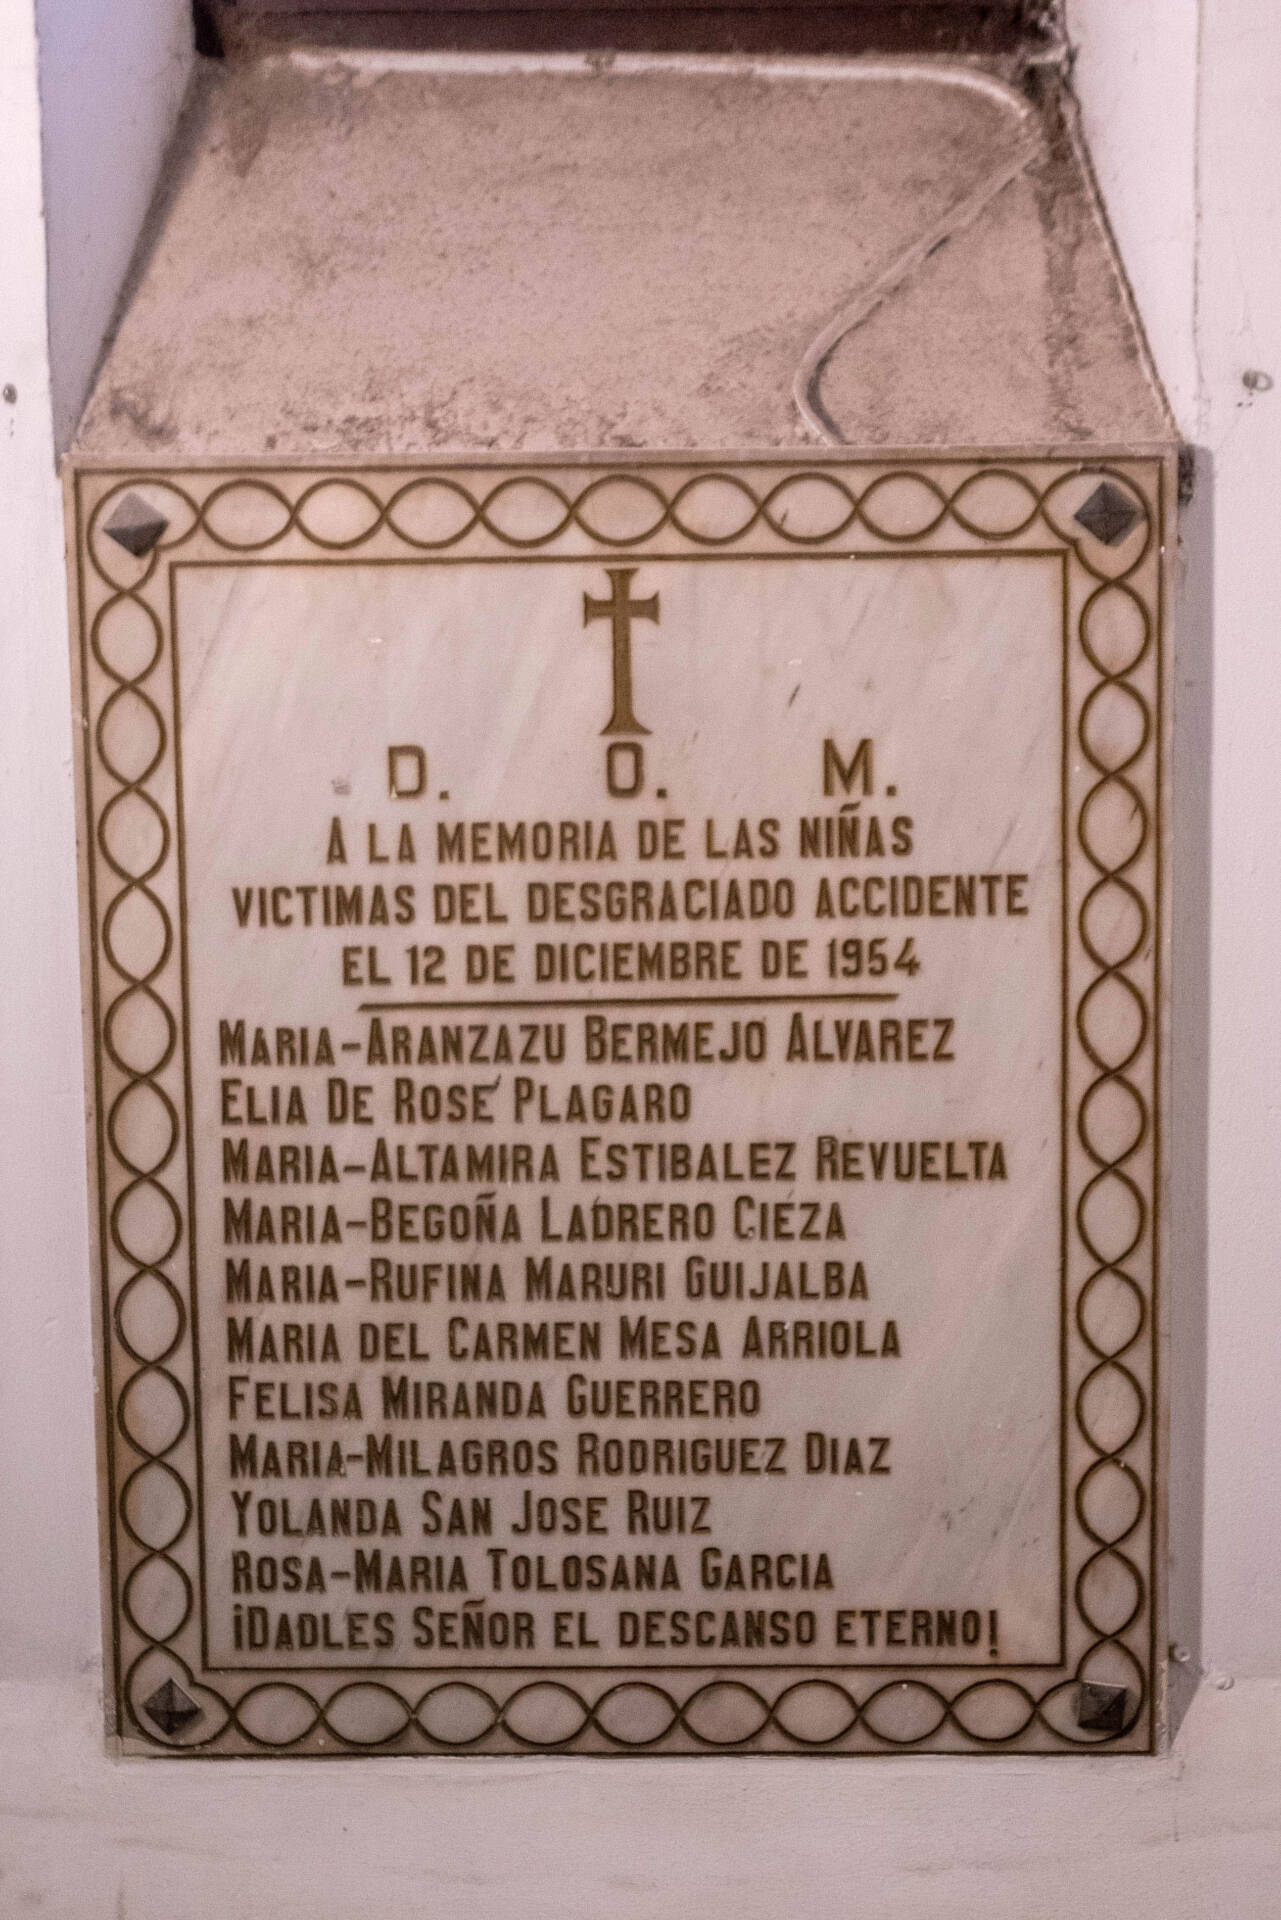 D. O. M.
A LA MEMORIA DE LAS NIÑAS
VICTIMAS DEL DESGRACIADO ACCIDENTE
EL 12 DE DICIEMBRE DE 1954
MARIA-ARANZAZU BERMEJO ALVAREZ
ELIA DE ROSÉ PLAGARO
MARIA-ALTAMIRA ESTIBALEZ REVUELTA
MARIA-BEGOÑA LADRERO CIÉZA
MARIA-RUFINA MARURI GUIJALBA
MARIA DEL CARMEN MESA ARRIOLA
FELISA MIRANDA GUERRERO
MARIA-MILAGROS RODRIGUEZ DIAZ
YOLANDA SAN JOSE RUIZ
ROSA-MARIA TOLOSANA GARCIA
¡DADLES SEÑOR EL DESCANSO ETERNO!